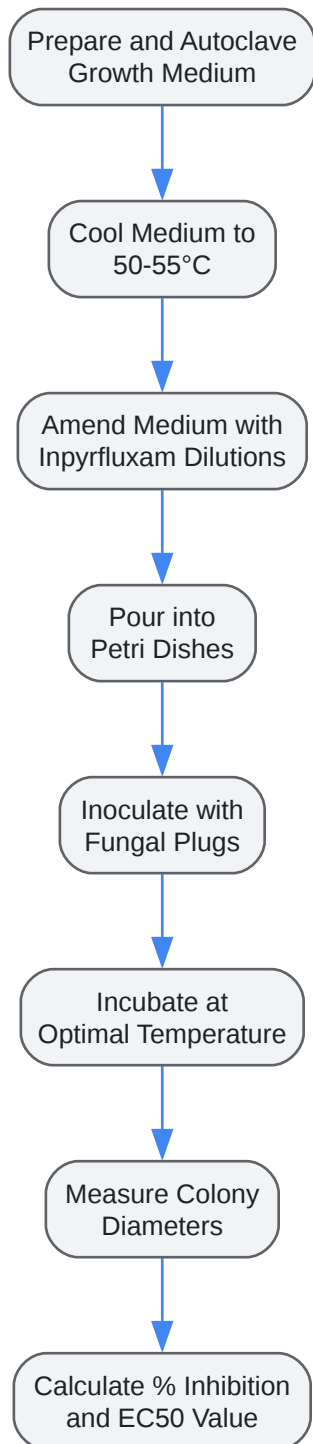 Prepare and Autoclave
Growth Medium
Cool Medium to
50-55°C
Amend Medium with
Inpyrfluxam Dilutions
Pour into
Petri Dishes
Inoculate with
Fungal Plugs
Incubate at
Optimal Temperature
Measure Colony
Diameters
Calculate % Inhibition
and EC50 Value